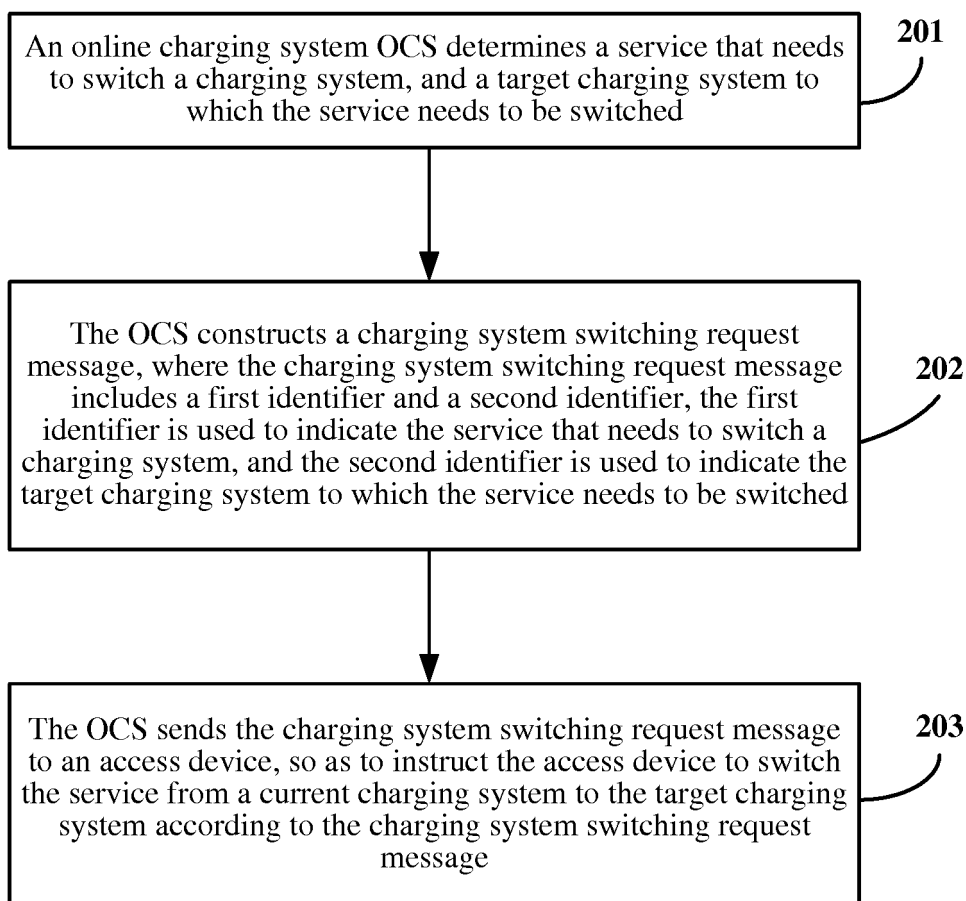 An online charging system OCS determines a service that needs
to switch a charging system, and a target charging system to
which the service needs to be switched
201
The OCS constructs a charging system switching request
message, where the charging system switching request message
includes a first identifier and a second identifier, the first
identifier is used to indicate the service that needs to switch a
charging system, and the second identifier is used to indicate the
target charging system to which the service needs to be switched
202
The OCS sends the charging system switching request message
to an access device, so as to instruct the access device to switch
the service from a current charging system to the target charging
system according to the charging system switching request
message
203